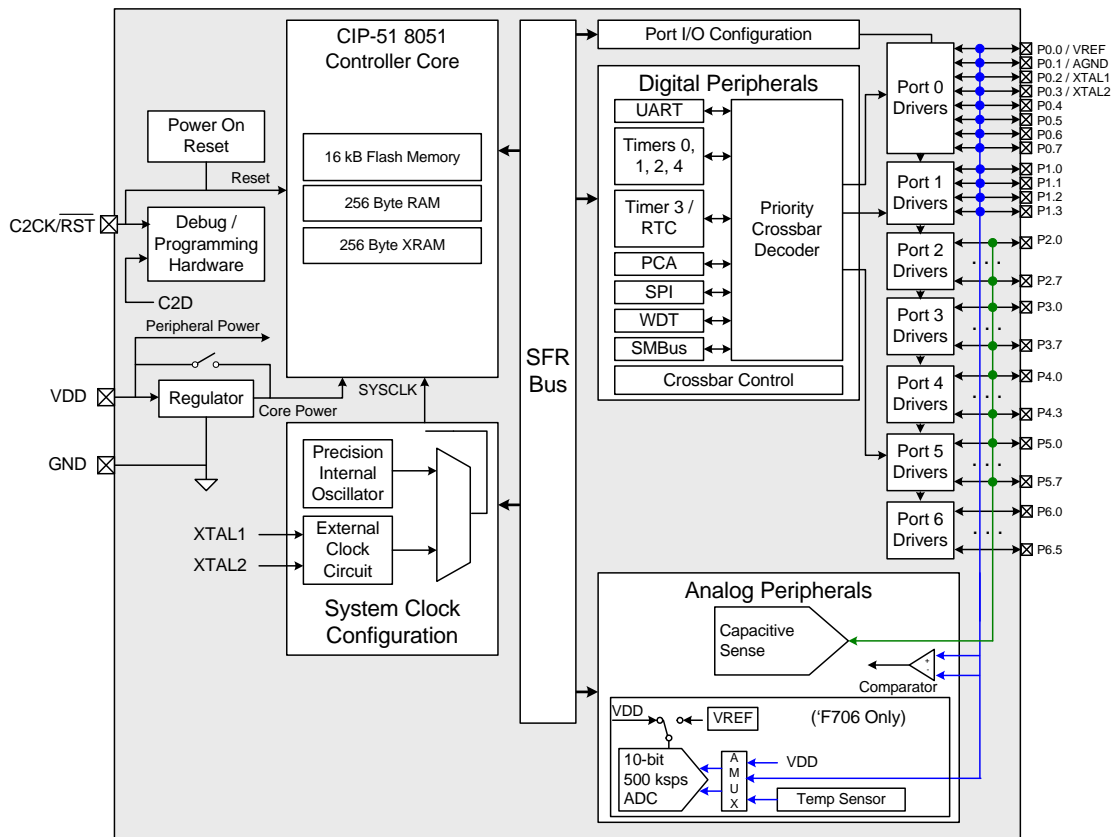 CIP-51 8051
Controller Core
16 kB Flash Memory
256 Byte RAM
256 Byte XRAM
Power On
Reset
Reset
C2CK/RST
Debug /
Programming
Hardware
C2D
Peripheral Power
VDD
Regulator
Core Power
SYSCLK
GND
Precision
Internal
Oscillator
XTAL1
XTAL2
External
Clock
Circuit
System Clock
Configuration
SFR
Bus
Port I/O Configuration
Digital Peripherals
UART
Timers 0,
1, 2, 4
Timer 3 /
RTC
PCA
SPI
WDT
SMBus
Priority
Crossbar
Decoder
Crossbar Control
Port 0
Drivers
Port 1
Drivers
Port 2
Drivers
Port 3
Drivers
Port 4
Drivers
Port 5
Drivers
Port 6
Drivers
P0.0 / VREF
P0.1 / AGND
P0.2 / XTAL1
P0.3 / XTAL2
P0.4
P0.5
P0.6
P0.7
P1.0
P1.1
P1.2
P1.3
P2.0
. . .
P2.7
P3.0
. . .
P3.7
P4.0
. . .
P4.3
P5.0
. . .
P5.7
P6.0
. . .
P6.5
Analog Peripherals
Capacitive
Sense
+
-
Comparator
VDD
VREF
('F706 Only)
10-bit
500 ksps
ADC
A
M
U
X
VDD
Temp Sensor